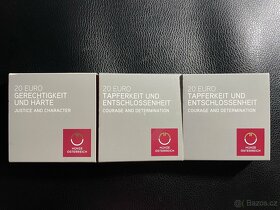 20 EURO
GERECHTIGKEIT
UND HÄRTE
JUSTICE AND CHARACTER
MÜNZE
ÖSTERREICH
20 EURO
TAPFERKEIT UND
ENTSCHLOSSENHEIT
COURAGE AND DETERMINATION
MÜNZE
ÖSTERREICH
20 EURO
TAPFERKEIT UND
ENTSCHLOSSENHEIT
COURAGE AND DETERMINATION
MÜNZE
ÖSTERREICH
Bazoš.cz